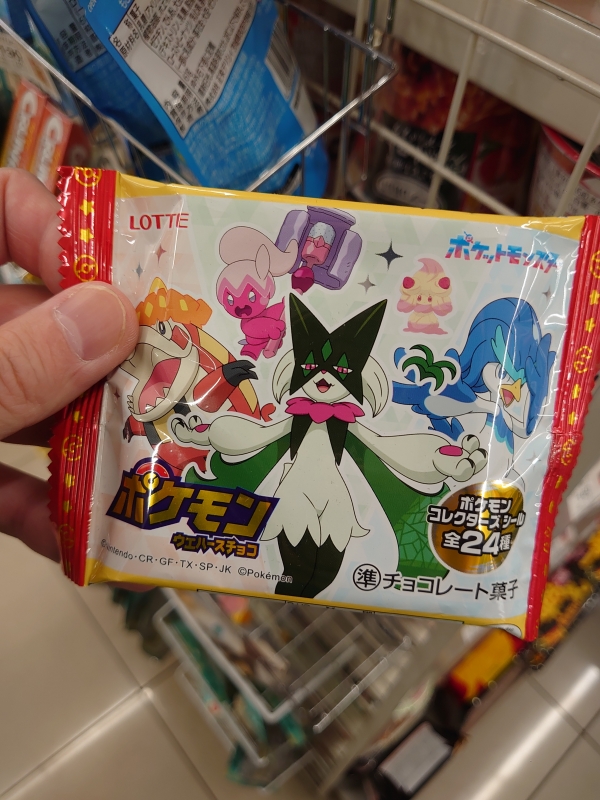 LOTTE
ポケットモンスター
ポケモン
ウエハースチョコ
ポケモン
コレクターズシール
全24種
©Nintendo・CR・GF・TX・SP・JK ©Pokémon
準チョコレート菓子